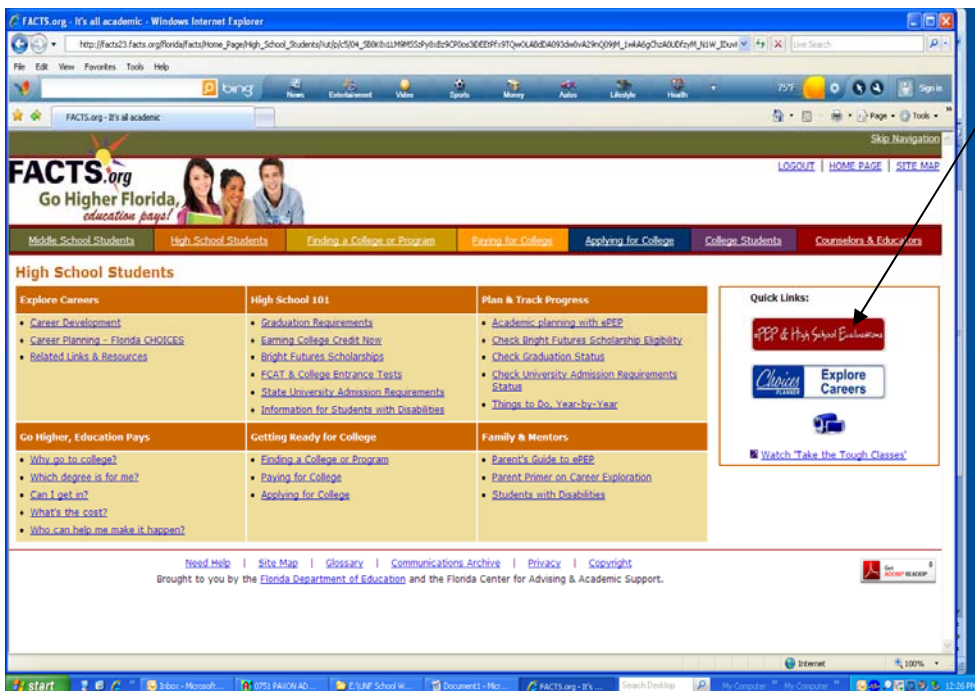 FACTS.org - It's all academic - Windows Internet Explorer
File Edit View Favorites Tools Help
Live Search
bing News Entertainment Video Sports Money Autos Lifestyle Health 75°F Sign in
FACTS.org - It's all academic Page Tools
Skip Navigation
FACTS.org
Go Higher Florida,
education pays!
LOGOUT | HOME PAGE | SITE MAP
Middle School Students High School Students Finding a College or Program Paying for College Applying for College College Students Counselors & Educators
High School Students
Explore Careers
• Career Development
• Career Planning - Florida CHOICES
• Related Links & Resources
High School 101
• Graduation Requirements
• Earning College Credit Now
• Bright Futures Scholarships
• FCAT & College Entrance Tests
• State University Admission Requirements
• Information for Students with Disabilities
Plan & Track Progress
• Academic planning with ePEP
• Check Bright Futures Scholarship Eligibility
• Check Graduation Status
• Check University Admission Requirements
Status
• Things to Do, Year-by-Year
Go Higher, Education Pays
• Why go to college?
• Which degree is for me?
• Can I get in?
• What's the cost?
• Who can help me make it happen?
Getting Ready for College
• Finding a College or Program
• Paying for College
• Applying for College
Family & Mentors
• Parent's Guide to ePEP
• Parent Primer on Career Exploration
• Students with Disabilities
Quick Links:
ePEP & High School Evaluations
Choices
PLANNER
Explore
Careers
Watch 'Take the Tough Classes'
Need Help | Site Map | Glossary | Communications Archive | Privacy | Copyright
Brought to you by the Florida Department of Education and the Florida Center for Advising & Academic Support.
Get
ADOBE® READER®
Internet 100%
start Inbox - Microsoft... 0751 PAXON AD... E:\UNF School W... Document1 - Mic... FACTS.org - It's ... Search Desktop My Computer My Computer 12:26